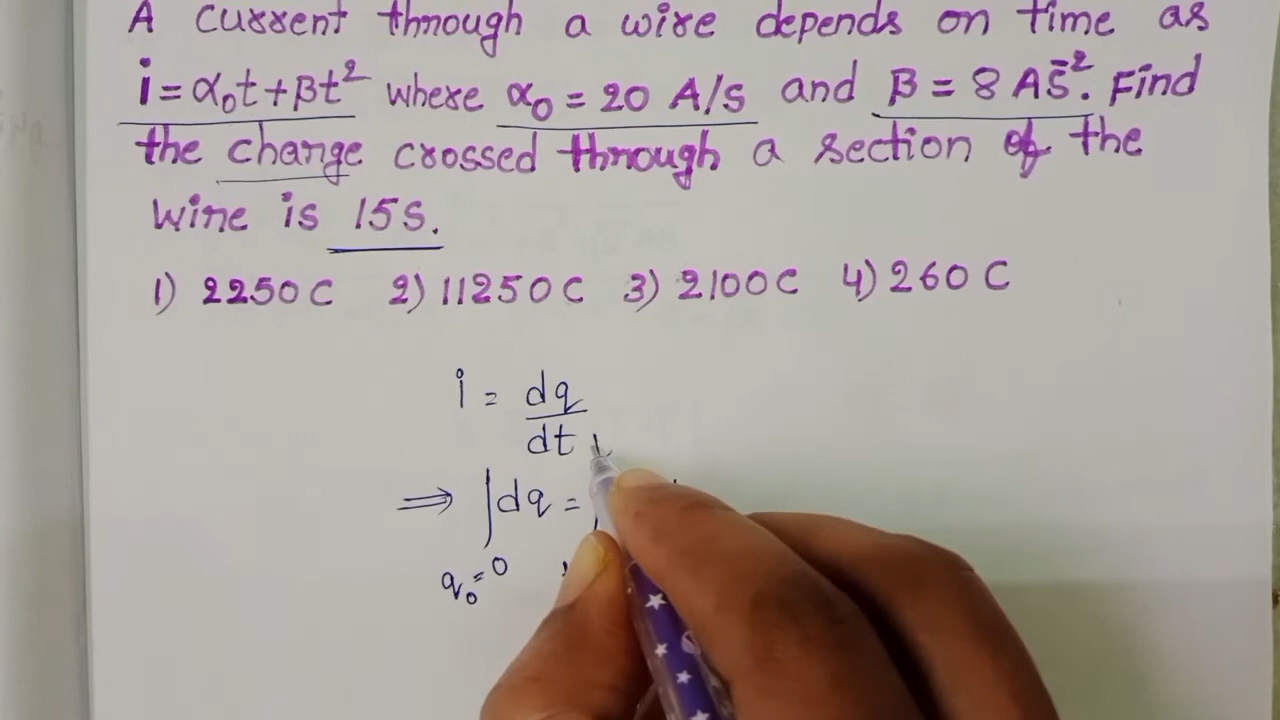 A current through a wire depends on time as
i = α₀t + βt² where α₀ = 20 A/s and β = 8 As⁻². Find
the charge crossed through a section of the
wire is 15s.
1) 2250 C 2) 11250 C 3) 2100 C 4) 260 C
i = dq/dt
⇒ ∫dq =
q₀ = 0